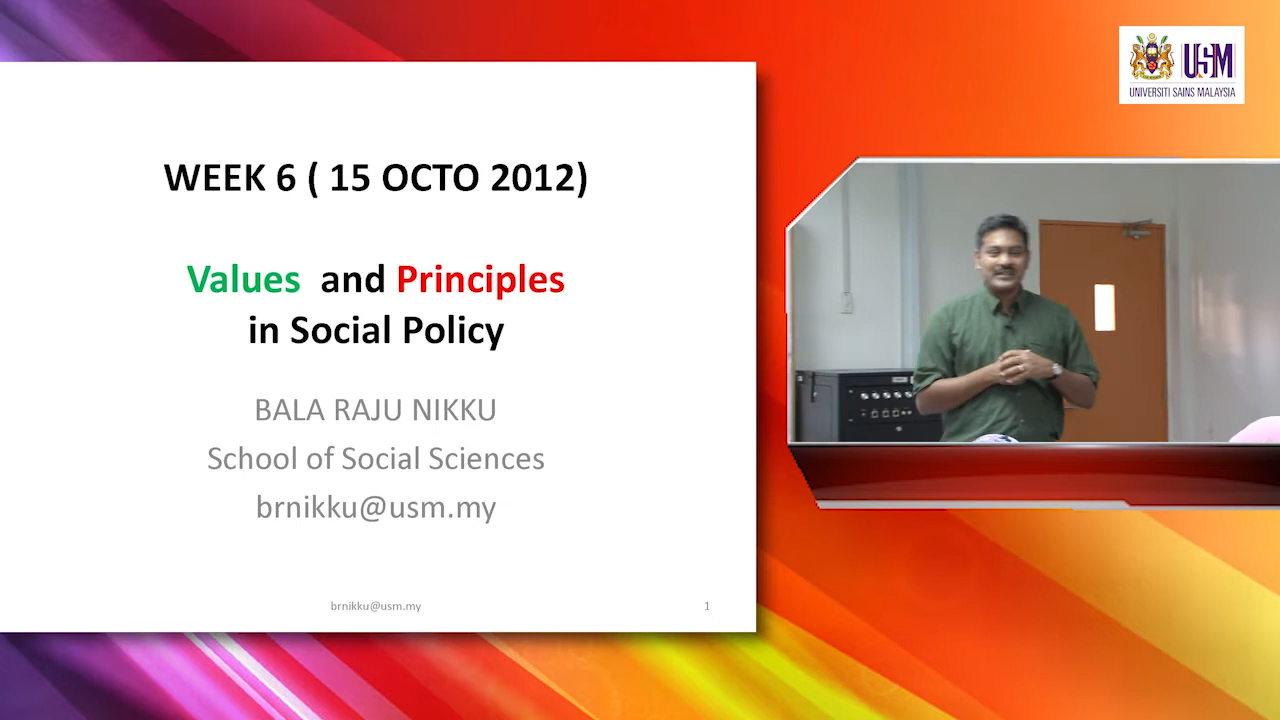 WEEK 6 ( 15 OCTO 2012)
Values and Principles
in Social Policy
BALA RAJU NIKKU
School of Social Sciences
brnikku@usm.my
brnikku@usm.my
1
USM
UNIVERSITI SAINS MALAYSIA